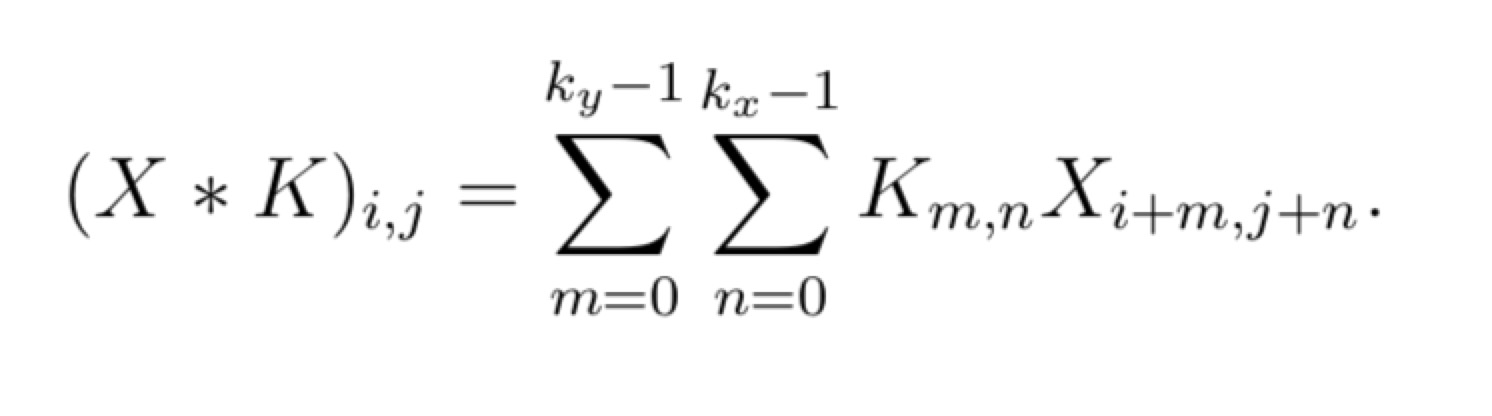 (X * K)_{i,j} = \sum_{m=0}^{k_y-1} \sum_{n=0}^{k_x-1} K_{m,n} X_{i+m,j+n}.